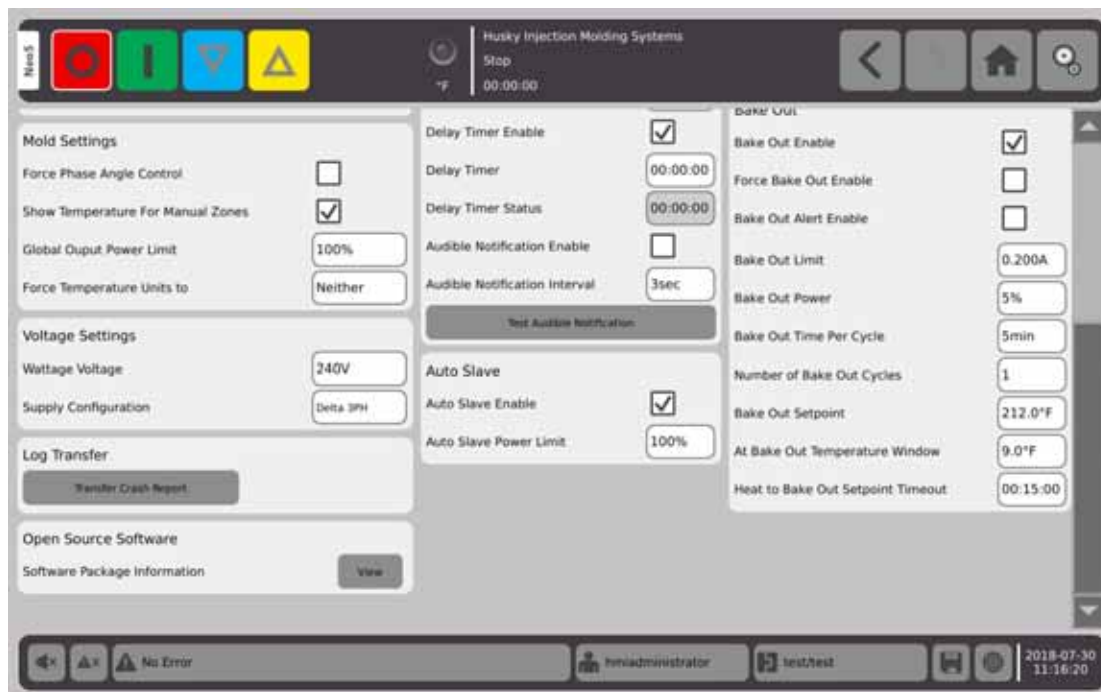 Neo5
Husky Injection Molding Systems
Stop
°F
00:00:00
Mold Settings
Force Phase Angle Control
Show Temperature For Manual Zones
Global Ouput Power Limit
100%
Force Temperature Units to
Neither
Voltage Settings
Wattage Voltage
240V
Supply Configuration
Delta 3PH
Log Transfer
Transfer Crash Report
Open Source Software
Software Package Information
View
Delay Timer Enable
Delay Timer
00:00:00
Delay Timer Status
00:00:00
Audible Notification Enable
Audible Notification Interval
3sec
Test Audible Notification
Auto Slave
Auto Slave Enable
Auto Slave Power Limit
100%
Bake Out
Bake Out Enable
Force Bake Out Enable
Bake Out Alert Enable
Bake Out Limit
0.200A
Bake Out Power
5%
Bake Out Time Per Cycle
5min
Number of Bake Out Cycles
1
Bake Out Setpoint
212.0°F
At Bake Out Temperature Window
9.0°F
Heat to Bake Out Setpoint Timeout
00:15:00
No Error
hmiadministrator
test/test
2018-07-30
11:16:20